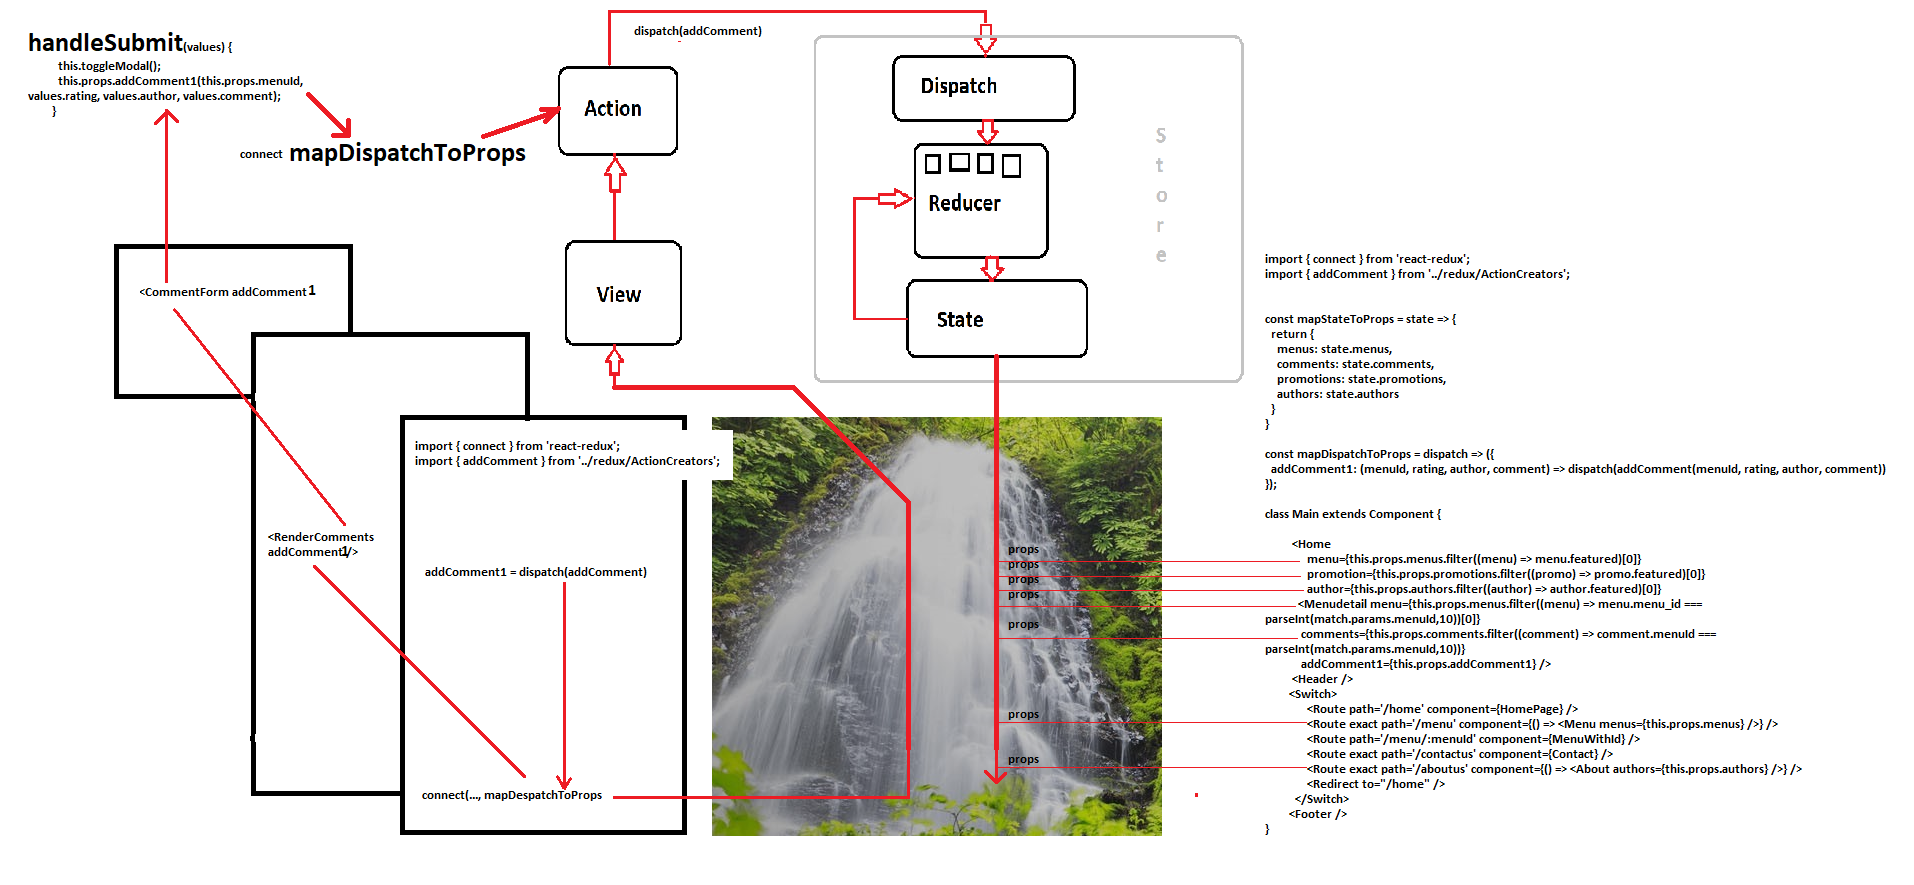 handleSubmit(values) {
this.toggleModal();
this.props.addComment1(this.props.menuId,
values.rating, values.author, values.comment);
}
connect mapDispatchToProps
dispatch(addComment)
Action
View
Dispatch
Reducer
State
S
t
o
r
e
<CommentForm addComment1
<RenderComments
addComment1/>
import { connect } from 'react-redux';
import { addComment } from '../redux/ActionCreators';
addComment1 = dispatch(addComment)
connect(..., mapDespatchToProps
props
props
props
props
props
props
props
import { connect } from 'react-redux';
import { addComment } from '../redux/ActionCreators';
const mapStateToProps = state => {
return {
menus: state.menus,
comments: state.comments,
promotions: state.promotions,
authors: state.authors
}
}
const mapDispatchToProps = dispatch => ({
addComment1: (menuId, rating, author, comment) => dispatch(addComment(menuId, rating, author, comment))
});
class Main extends Component {
<Home
menu={this.props.menus.filter((menu) => menu.featured)[0]}
promotion={this.props.promotions.filter((promo) => promo.featured)[0]}
author={this.props.authors.filter((author) => author.featured)[0]}
<Menudetail menu={this.props.menus.filter((menu) => menu.menu_id ===
parseInt(match.params.menuId,10))[0]}
comments={this.props.comments.filter((comment) => comment.menuId ===
parseInt(match.params.menuId,10))}
addComment1={this.props.addComment1} />
<Header />
<Switch>
<Route path='/home' component={HomePage} />
<Route exact path='/menu' component={() => <Menu menus={this.props.menus} />} />
<Route path='/menu/:menuId' component={MenuWithId} />
<Route exact path='/contactus' component={Contact} />
<Route exact path='/aboutus' component={() => <About authors={this.props.authors} />} />
<Redirect to="/home" />
</Switch>
<Footer />
}